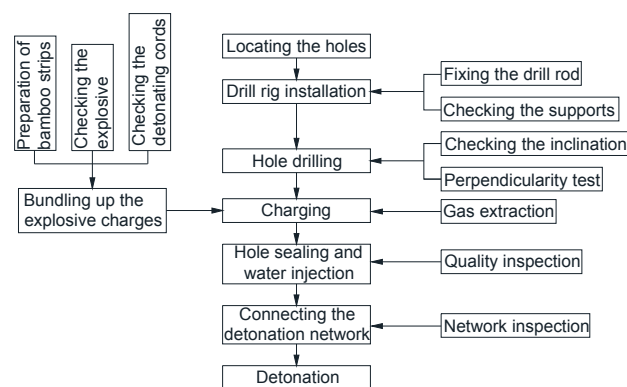 Preparation of
bamboo strips
Checking the
explosive
Checking the
detonating cords
Bundling up the
explosive charges
Locating the holes
Drill rig installation
Fixing the drill rod
Checking the supports
Hole drilling
Checking the inclination
Perpendicularity test
Charging
Gas extraction
Hole sealing and
water injection
Quality inspection
Connecting the
detonation network
Network inspection
Detonation